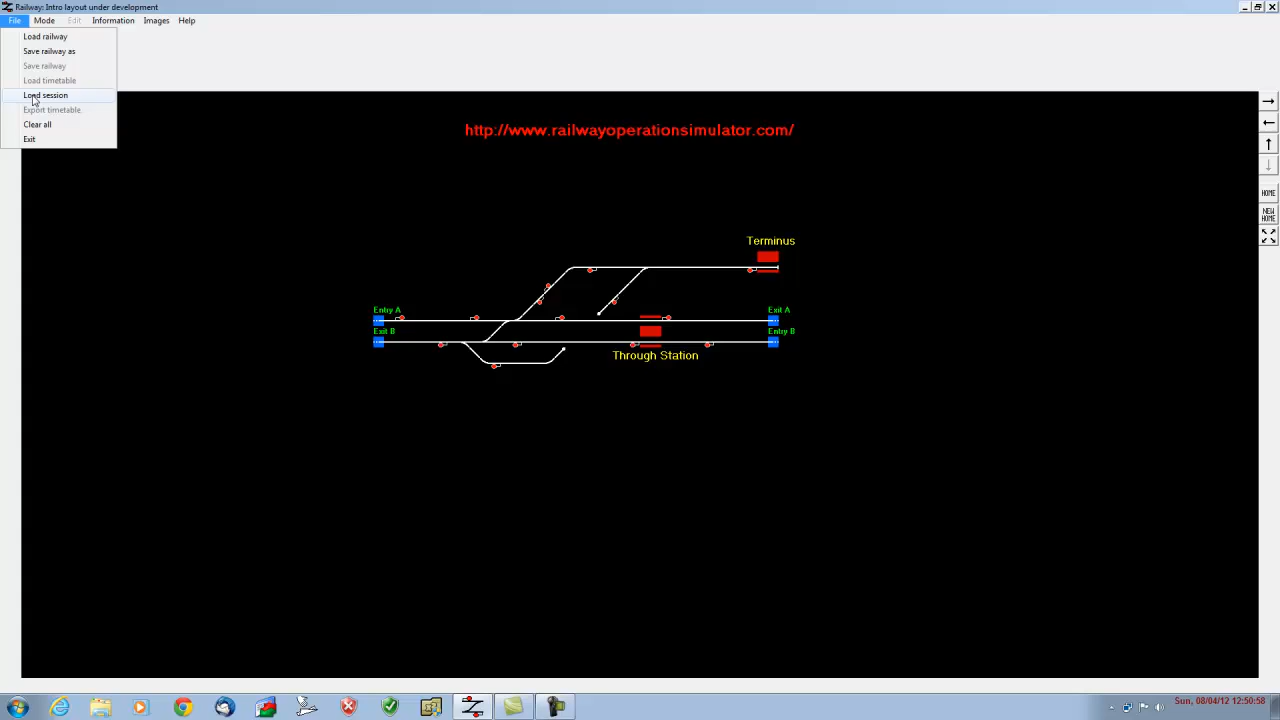 Railway: Intro layout under development
File Mode Edit Information Images Help
Load railway
Save railway as
Save railway
Load timetable
Load session
Export timetable
Clear all
Exit
http://www.railwayoperationsimulator.com/
HOME
NEW
HOME
Terminus
Entry A
Exit A
Exit B
Entry B
Through Station
Sun, 08/04/12 12:50:58